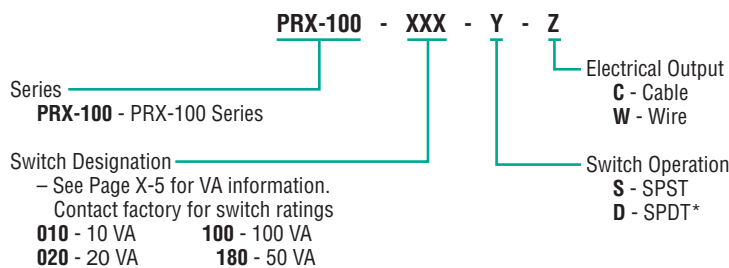 PRX-100 - XXX - Y - Z
Series
PRX-100 - PRX-100 Series
Switch Designation
– See Page X-5 for VA information.
Contact factory for switch ratings
010 - 10 VA 100 - 100 VA
020 - 20 VA 180 - 50 VA
Electrical Output
C - Cable
W - Wire
Switch Operation
S - SPST
D - SPDT*